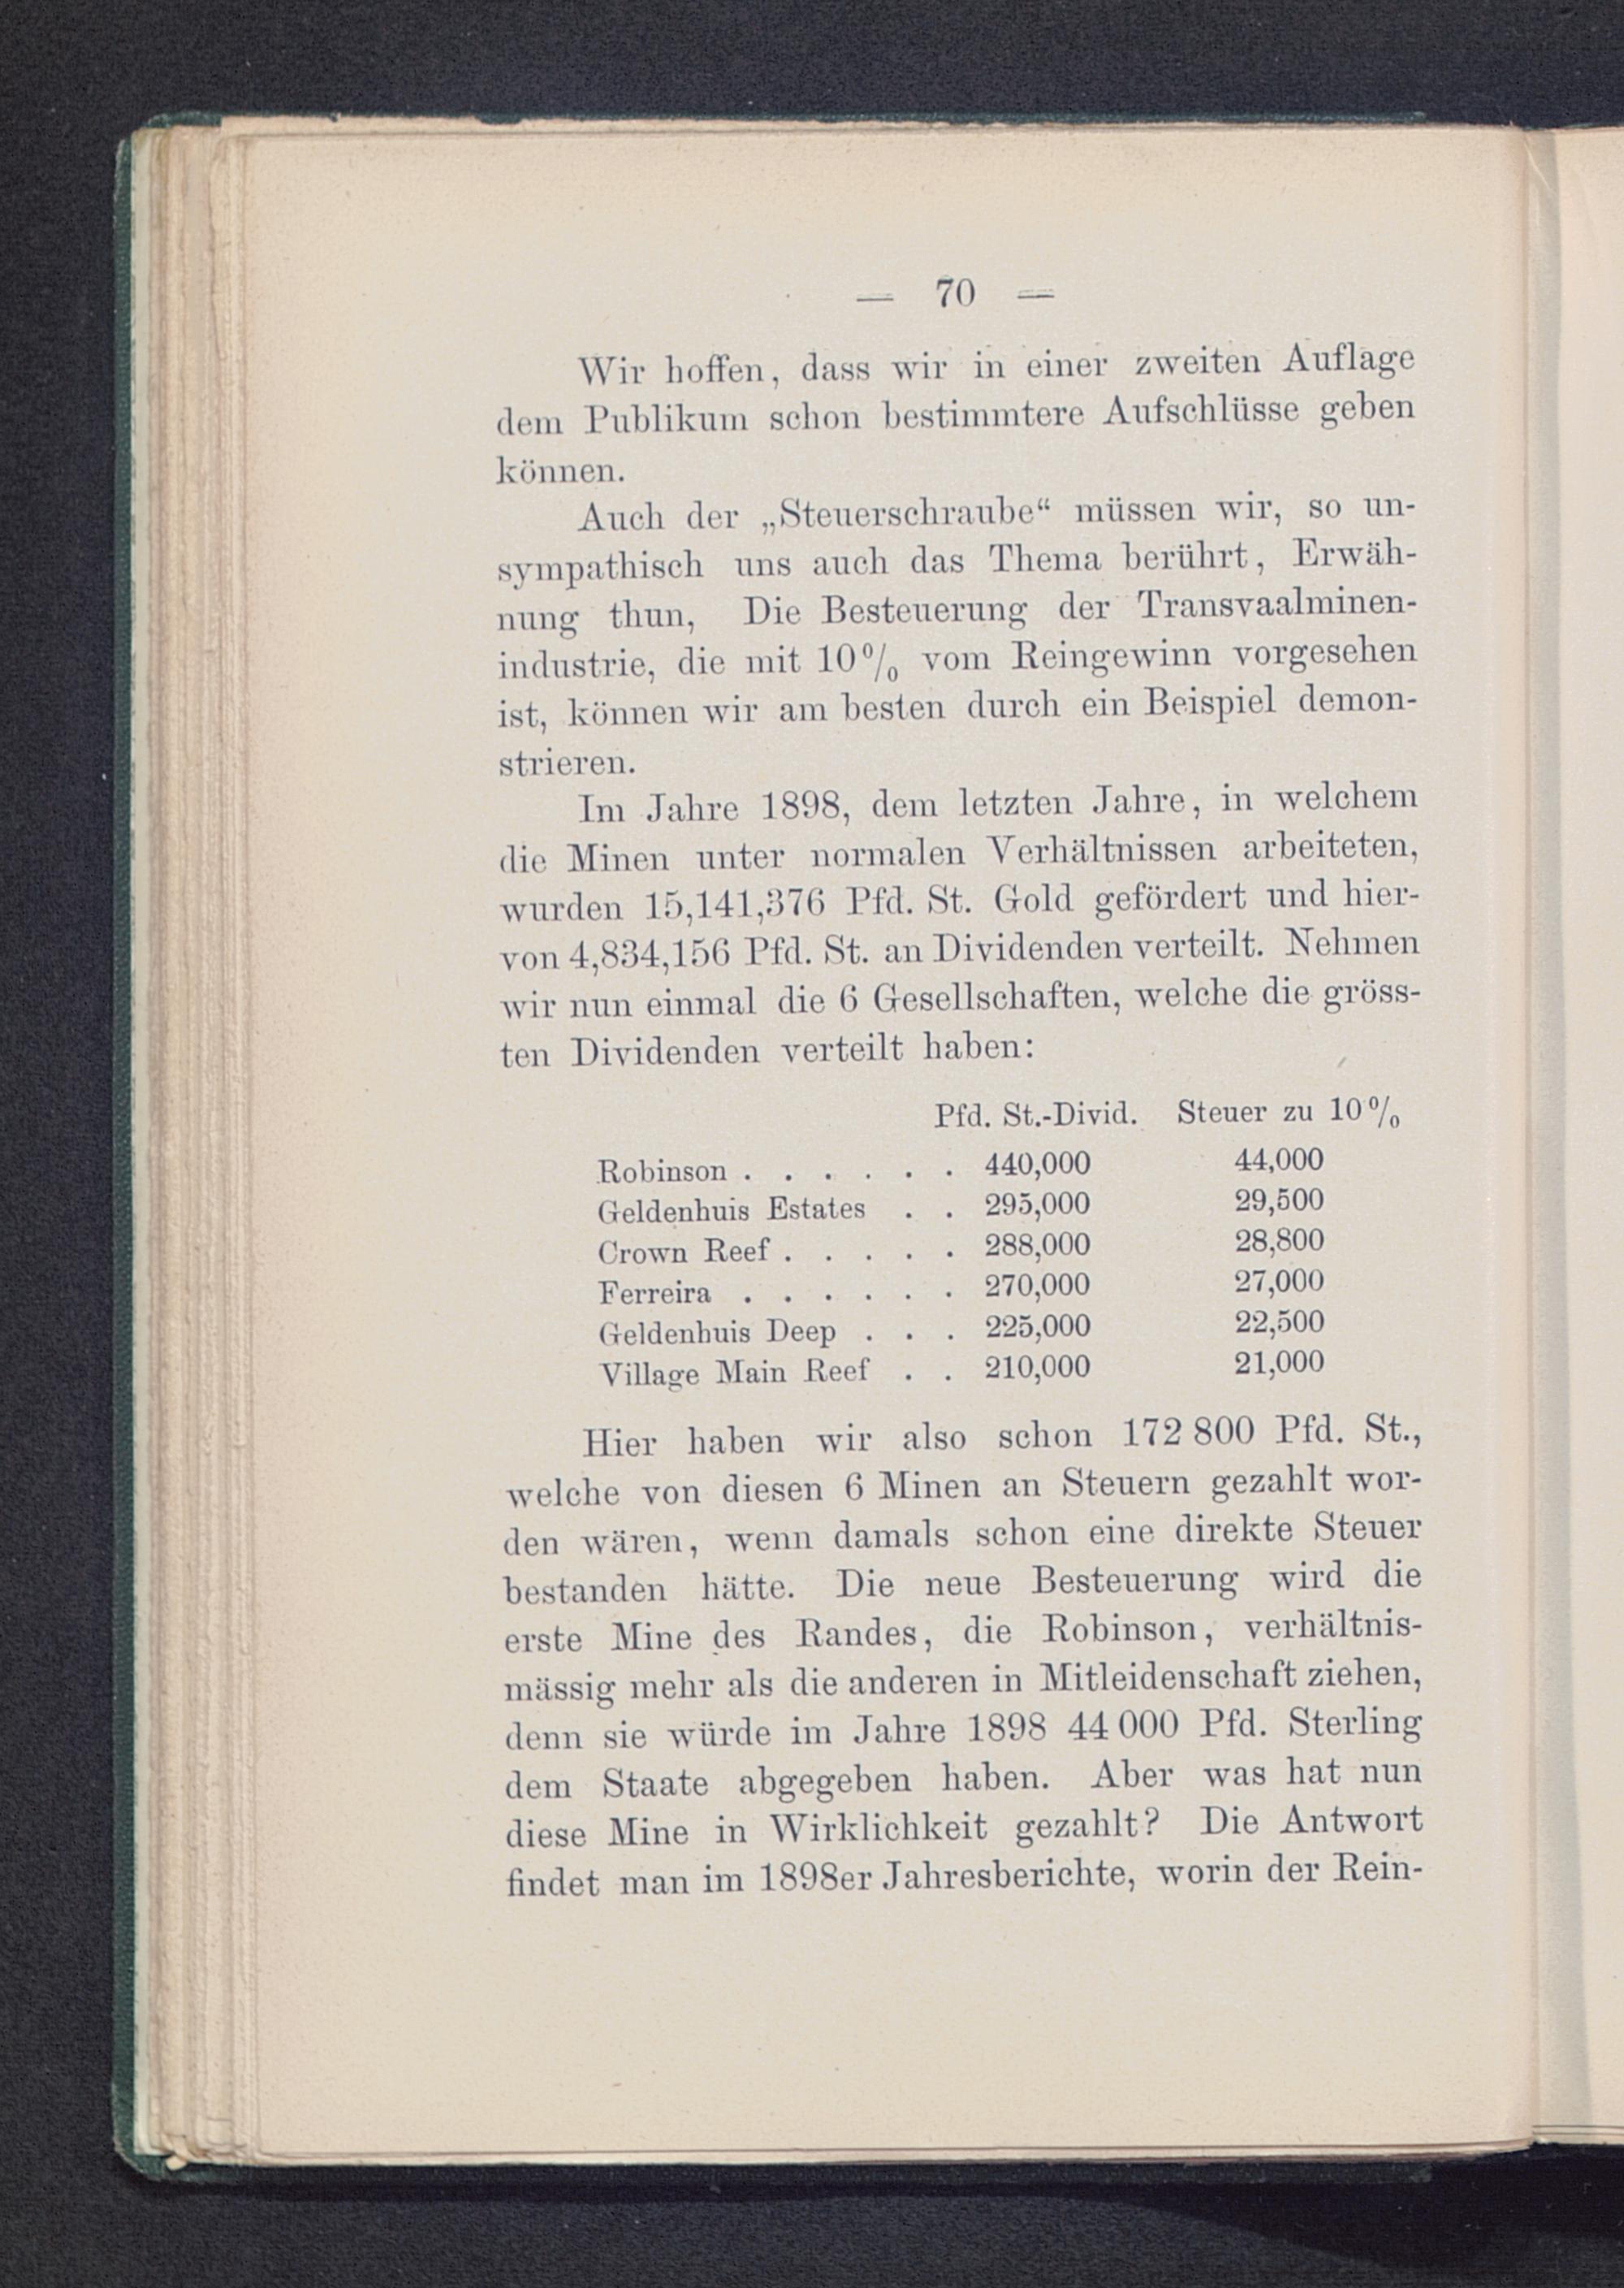 — 70 —
Wir hoffen, dass wir in einer zweiten Auflage
dem Publikum schon bestimmtere Aufschlüsse geben
können.
Auch der „Steuerschraube“ müssen wir, so un-
sympathisch uns auch das Thema berührt, Erwäh-
nung thun, Die Besteuerung der Transvaalminen-
industrie, die mit 10 % vom Reingewinn vorgesehen
ist, können wir am besten durch ein Beispiel demon-
strieren.
Im Jahre 1898, dem letzten Jahre, in welchem
die Minen unter normalen Verhältnissen arbeiteten,
wurden 15,141,376 Pfd. St. Gold gefördert und hier-
von 4,834,156 Pfd. St. an Dividenden verteilt. Nehmen
wir nun einmal die 6 Gesellschaften, welche die gröss-
ten Dividenden verteilt haben:
Pfd. St.-Divid. Steuer zu 10 %
Robinson . . . . . . 440,000 44,000
Geldenhuis Estates . . 295,000 29,500
Crown Reef . . . . . 288,000 28,800
Ferreira . . . . . . 270,000 27,000
Geldenhuis Deep . . . 225,000 22,500
Village Main Reef . . 210,000 21,000
Hier haben wir also schon 172 800 Pfd. St.,
welche von diesen 6 Minen an Steuern gezahlt wor-
den wären, wenn damals schon eine direkte Steuer
bestanden hätte. Die neue Besteuerung wird die
erste Mine des Randes, die Robinson, verhältnis-
mässig mehr als die anderen in Mitleidenschaft ziehen,
denn sie würde im Jahre 1898 44 000 Pfd. Sterling
dem Staate abgegeben haben. Aber was hat nun
diese Mine in Wirklichkeit gezahlt? Die Antwort
findet man im 1898er Jahresberichte, worin der Rein-